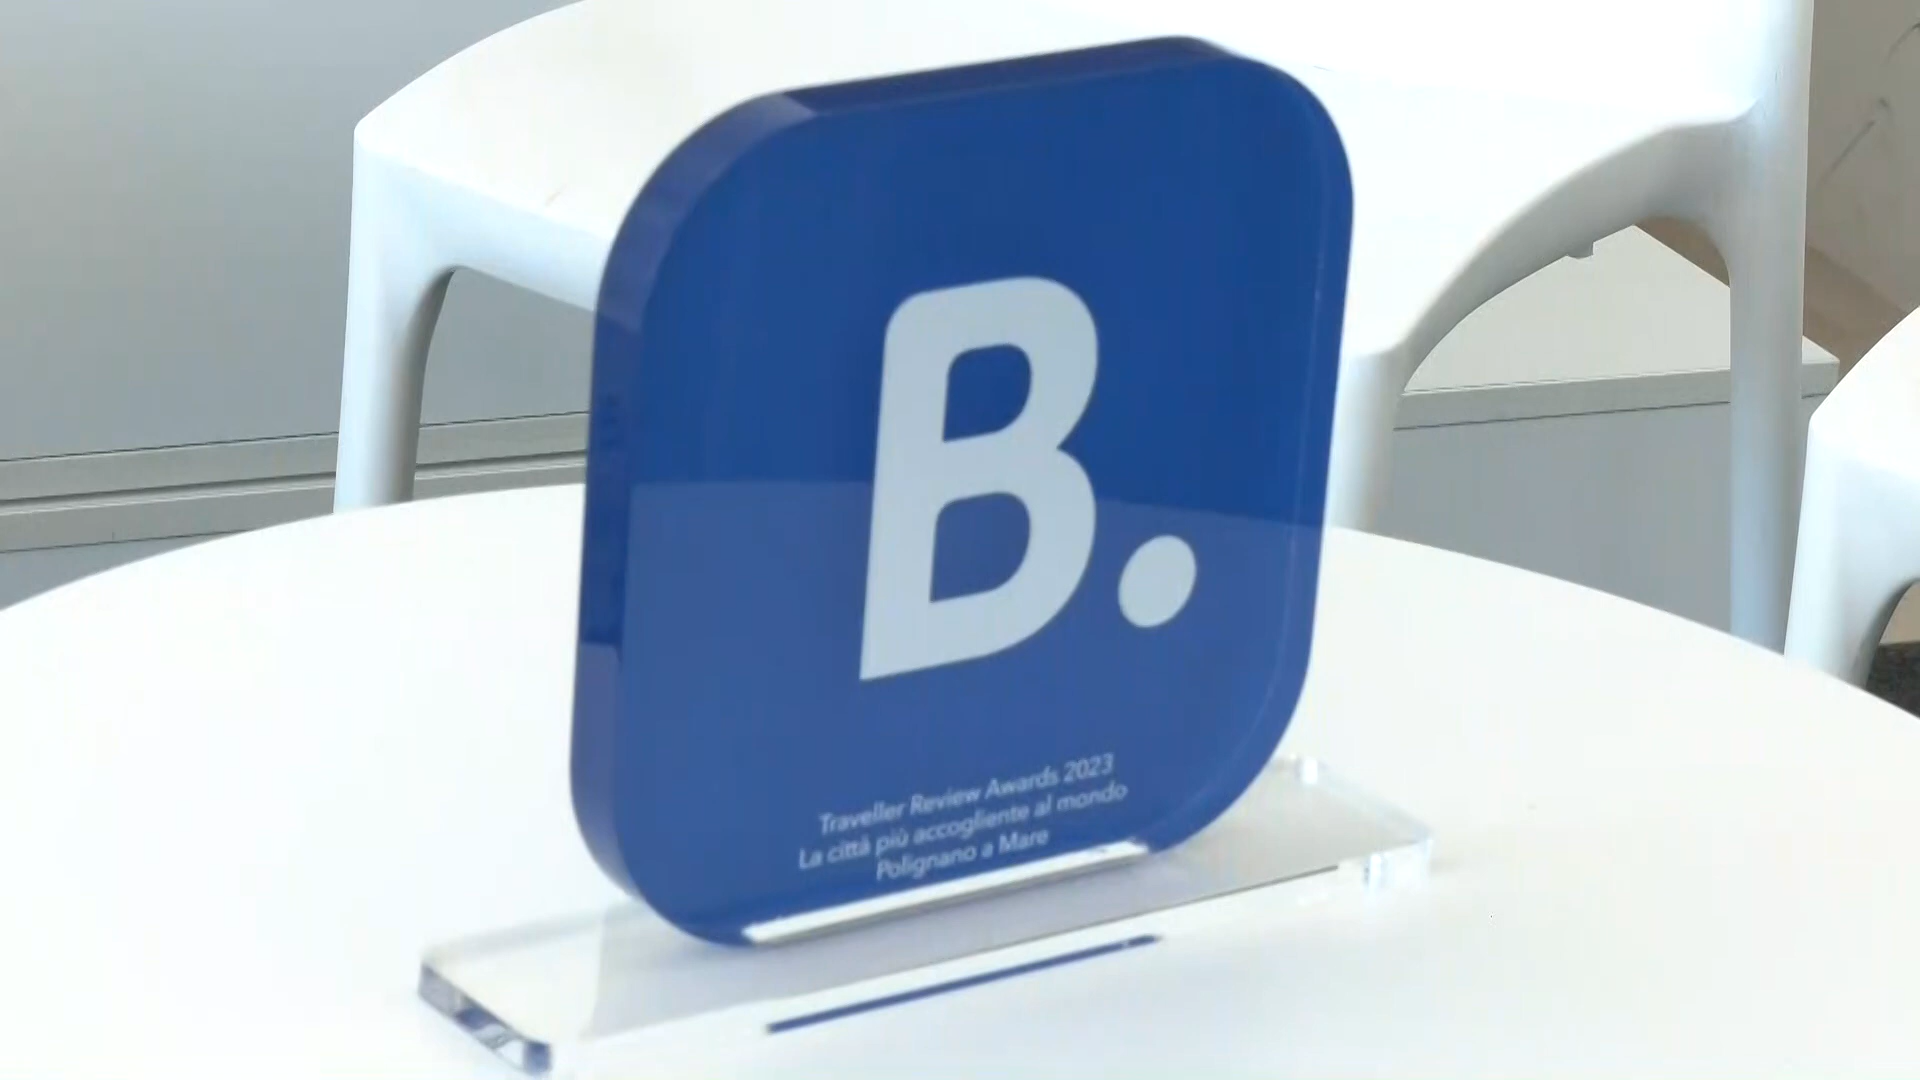 B.
Traveller Review Awards 2023
La città più accogliente al mondo
Polignano a Mare